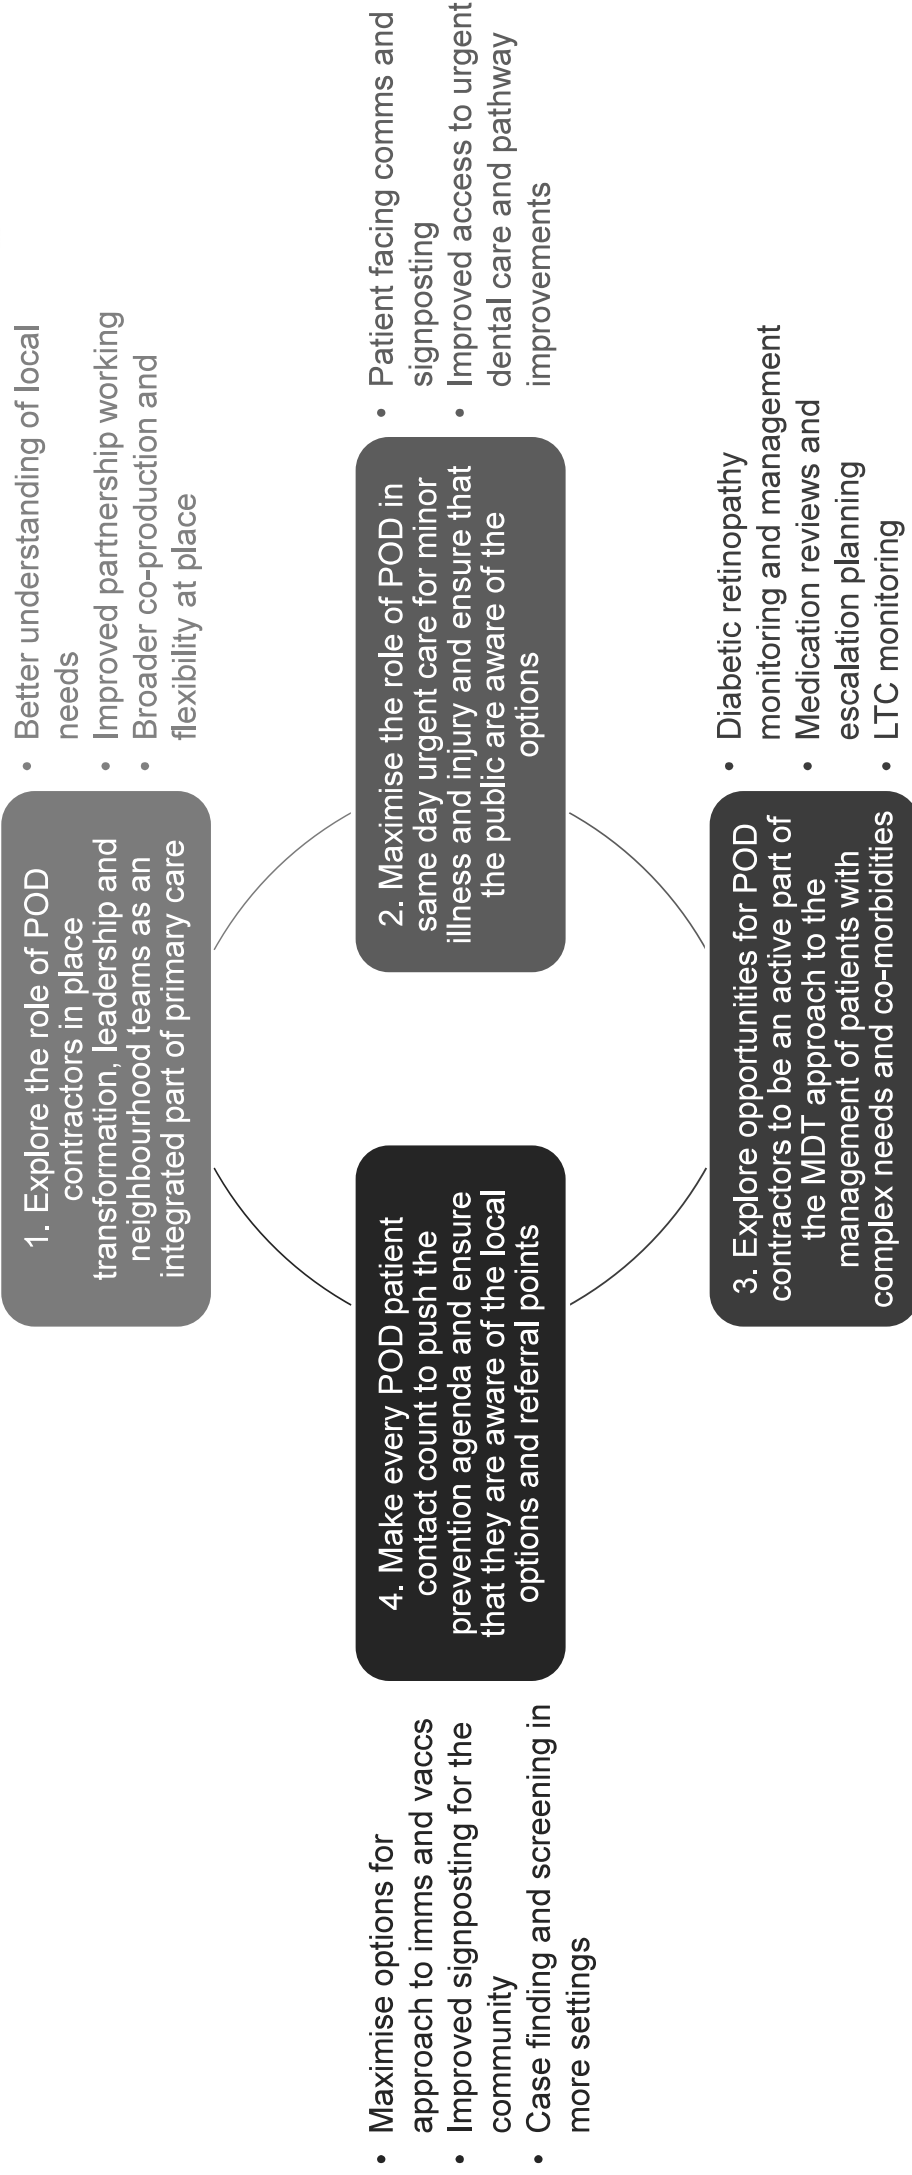 1. Explore the role of POD
contractors in place
transformation, leadership and
neighbourhood teams as an
integrated part of primary care
• Better understanding of local
needs
• Improved partnership working
• Broader co-production and
flexibility at place
2. Maximise the role of POD in
same day urgent care for minor
illness and injury and ensure that
the public are aware of the
options
• Patient facing comms and
signposting
• Improved access to urgent
dental care and pathway
improvements
3. Explore opportunities for POD
contractors to be an active part of
the MDT approach to the
management of patients with
complex needs and co-morbidities
• Diabetic retinopathy
monitoring and management
• Medication reviews and
escalation planning
• LTC monitoring
4. Make every POD patient
contact count to push the
prevention agenda and ensure
that they are aware of the local
options and referral points
• Maximise options for
approach to imms and vaccs
• Improved signposting for the
community
• Case finding and screening in
more settings